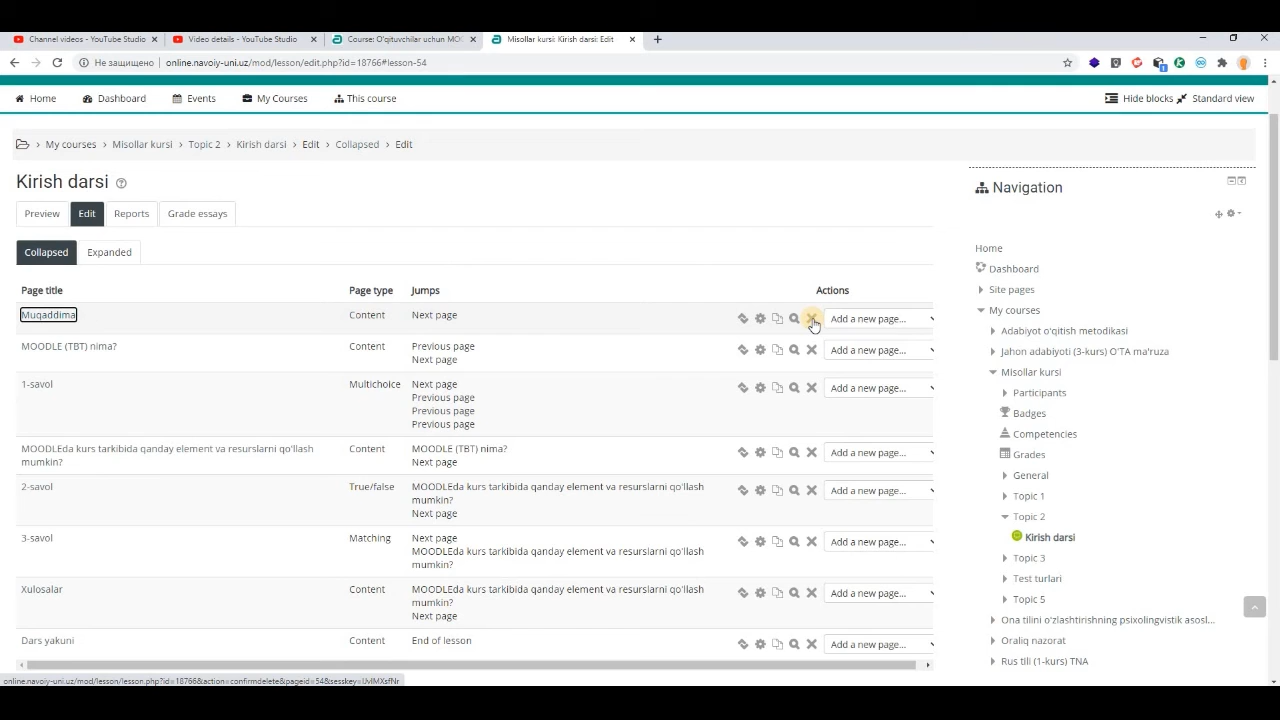 Channel videos - YouTube Studio
Video details - YouTube Studio
Course: O'qituvchilar uchun MO
Misollar kursi: Kirish darsi: Edit
Не защищено
online.navoiy-uni.uz/mod/lesson/edit.php?id=18766#lesson-54
Home
Dashboard
Events
My Courses
This course
Hide blocks
Standard view
My courses
Misollar kursi
Topic 2
Kirish darsi
Edit
Collapsed
Edit
Kirish darsi
Preview
Edit
Reports
Grade essays
Collapsed
Expanded
Page title
Page type
Jumps
Actions
Muqaddima
Content
Next page
Add a new page...
MOODLE (TBT) nima?
Content
Previous page
Next page
Add a new page...
1-savol
Multichoice
Next page
Previous page
Previous page
Previous page
Add a new page...
MOODLEda kurs tarkibida qanday element va resurslarni qo'llash
mumkin?
Content
MOODLE (TBT) nima?
Next page
Add a new page...
2-savol
True/false
MOODLEda kurs tarkibida qanday element va resurslarni qo'llash
mumkin?
Next page
Add a new page...
3-savol
Matching
Next page
MOODLEda kurs tarkibida qanday element va resurslarni qo'llash
mumkin?
Add a new page...
Xulosalar
Content
MOODLEda kurs tarkibida qanday element va resurslarni qo'llash
mumkin?
Next page
Add a new page...
Dars yakuni
Content
End of lesson
Add a new page...
Navigation
Home
Dashboard
Site pages
My courses
Adabiyot o'qitish metodikasi
Jahon adabiyoti (3-kurs) O'TA ma'ruza
Misollar kursi
Participants
Badges
Competencies
Grades
General
Topic 1
Topic 2
Kirish darsi
Topic 3
Test turlari
Topic 5
Ona tilini o'zlashtirishning psixolingvistik asosl...
Oraliq nazorat
Rus tili (1-kurs) TNA